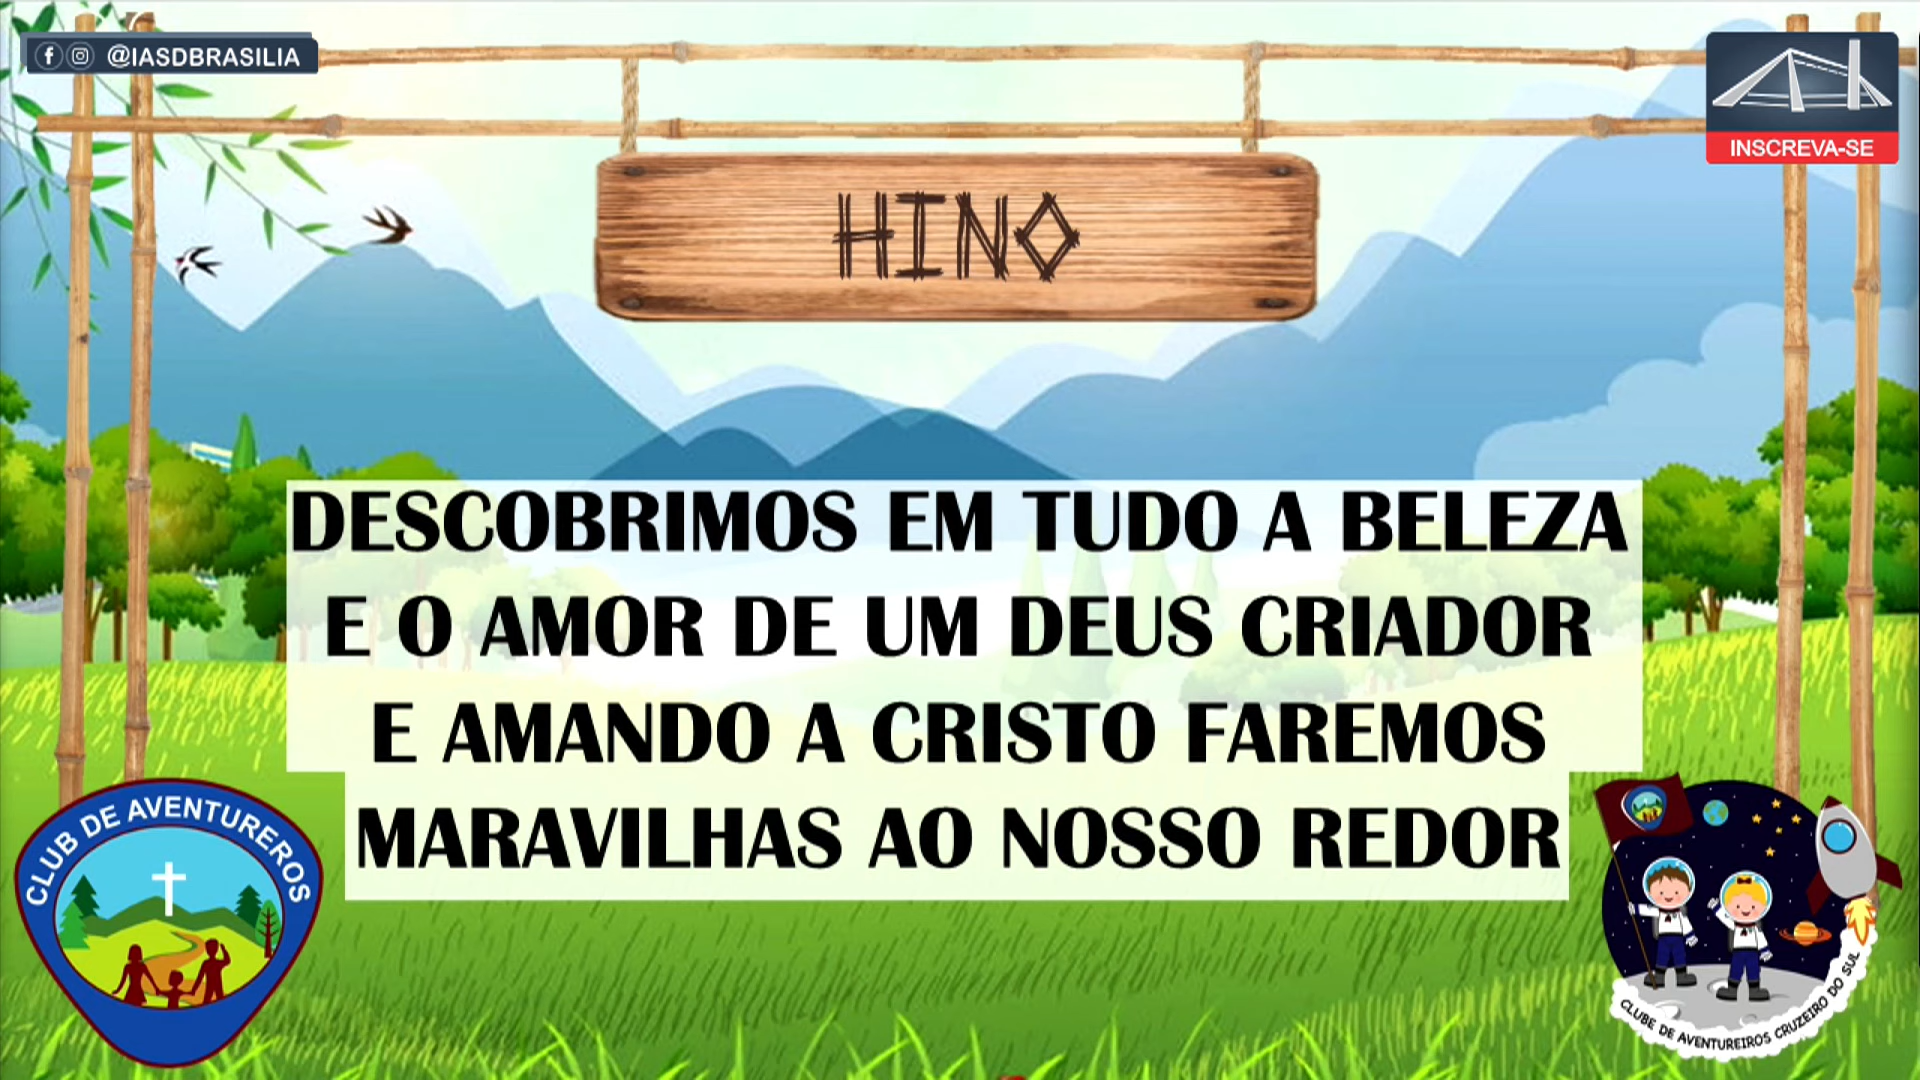 @IASDBRASILIA
INSCREVA-SE
HINO
DESCOBRIMOS EM TUDO A BELEZA
E O AMOR DE UM DEUS CRIADOR
E AMANDO A CRISTO FAREMOS
MARAVILHAS AO NOSSO REDOR
CLUB DE AVENTUREROS
CLUBE DE AVENTUREIROS CRUZEIRO DO SUL